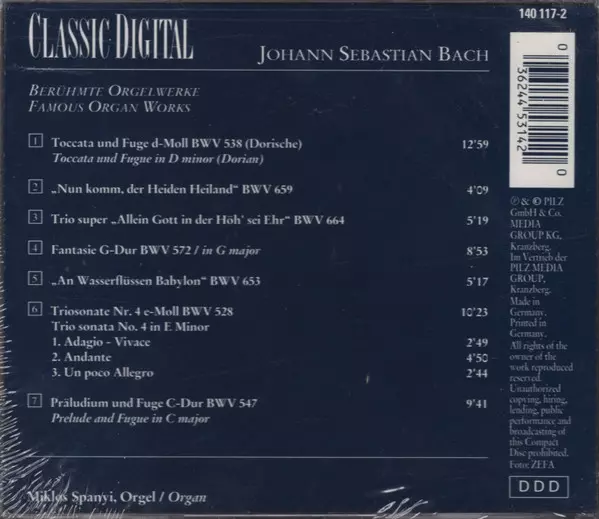 140 117-2
CLASSIC DIGITAL
JOHANN SEBASTIAN BACH
BERÜHMTE ORGELWERKE
FAMOUS ORGAN WORKS
1 Toccata und Fuge d-Moll BWV 538 (Dorische) 12'59
Toccata und Fugue in D minor (Dorian)
2 „Nun komm, der Heiden Heiland“ BWV 659 4'09
3 Trio super „Allein Gott in der Höh' sei Ehr“ BWV 664 5'19
4 Fantasie G-Dur BWV 572 / in G major 8'53
5 „An Wasserflüssen Babylon“ BWV 653 5'17
6 Triosonate Nr. 4 e-Moll BWV 528 10'23
Trio sonata No. 4 in E Minor
1. Adagio - Vivace 2'49
2. Andante 4'50
3. Un poco Allegro 2'44
7 Präludium und Fuge C-Dur BWV 547 9'41
Prelude and Fugue in C major
Miklós Spányi, Orgel / Organ
0 36244 53142 0
℗ & © PILZ
GmbH & Co.
MEDIA
GROUP KG,
Kranzberg.
Im Vertrieb der
PILZ MEDIA
GROUP,
Kranzberg.
Made in
Germany.
Printed in
Germany.
All rights of the
owner of the
work reproduced
reserved.
Unauthorized
copying, hiring,
lending, public
performance and
broadcasting of
this Compact
Disc prohibited.
Foto: ZEFA
DDD